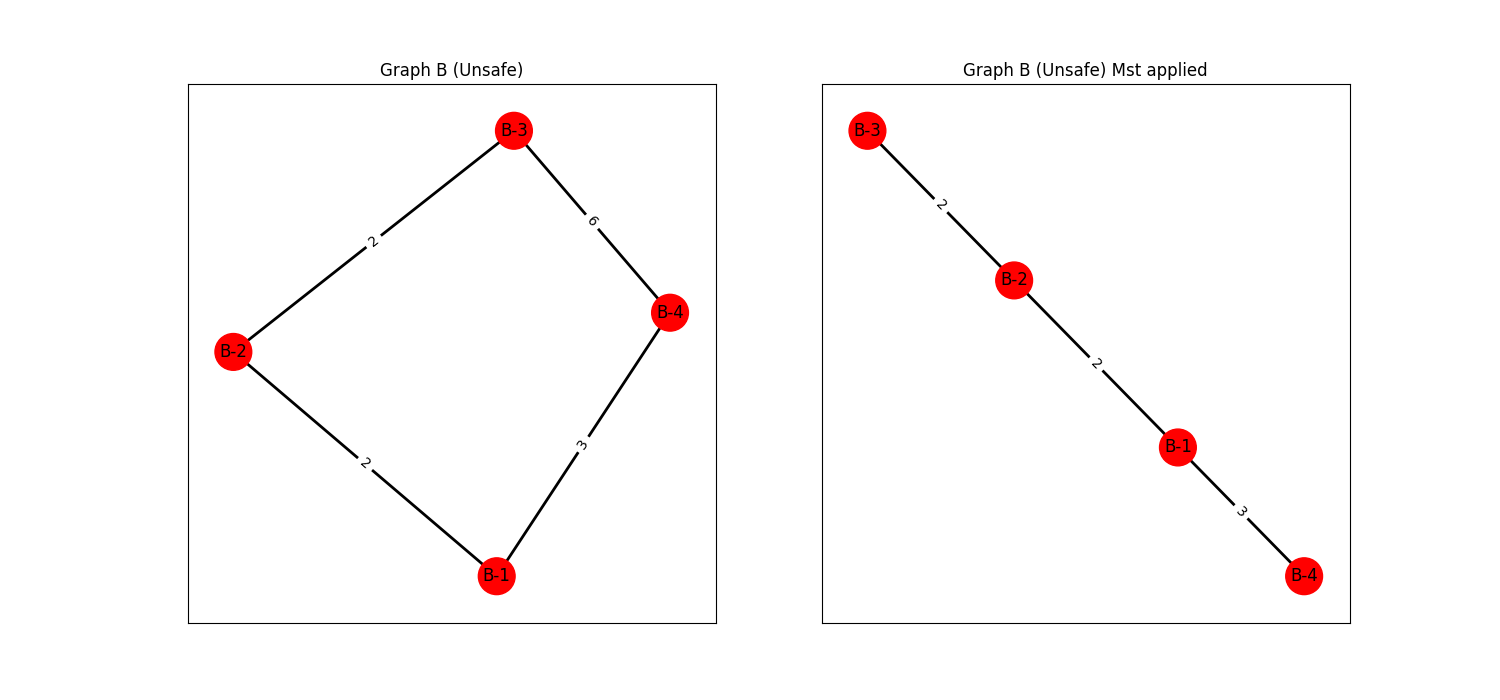 Graph B (Unsafe)
B-3
6
2
B-4
B-2
3
2
B-1
Graph B (Unsafe) Mst applied
B-3
2
B-2
2
B-1
3
B-4